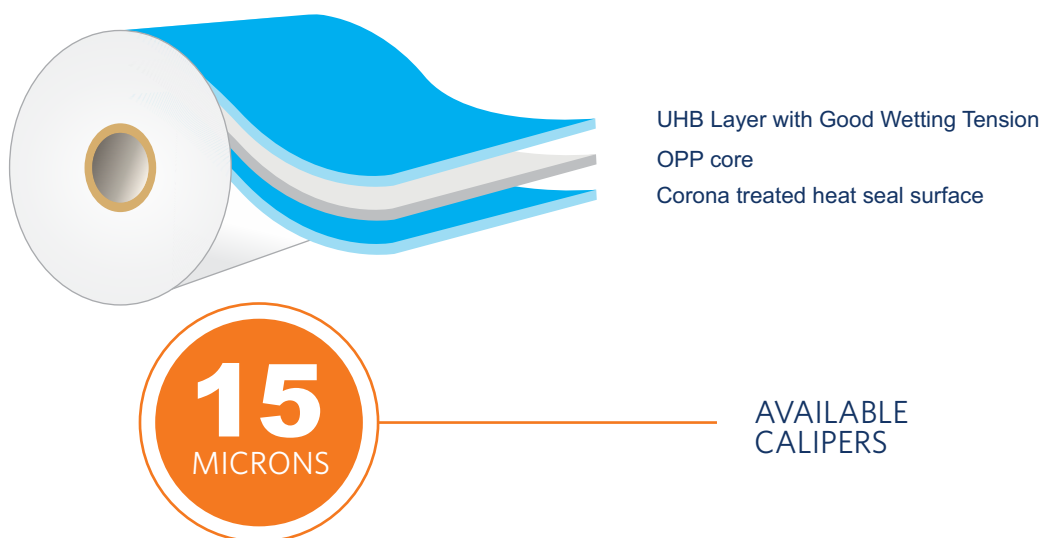 UHB Layer with Good Wetting Tension
OPP core
Corona treated heat seal surface
15
MICRONS
AVAILABLE
CALIPERS